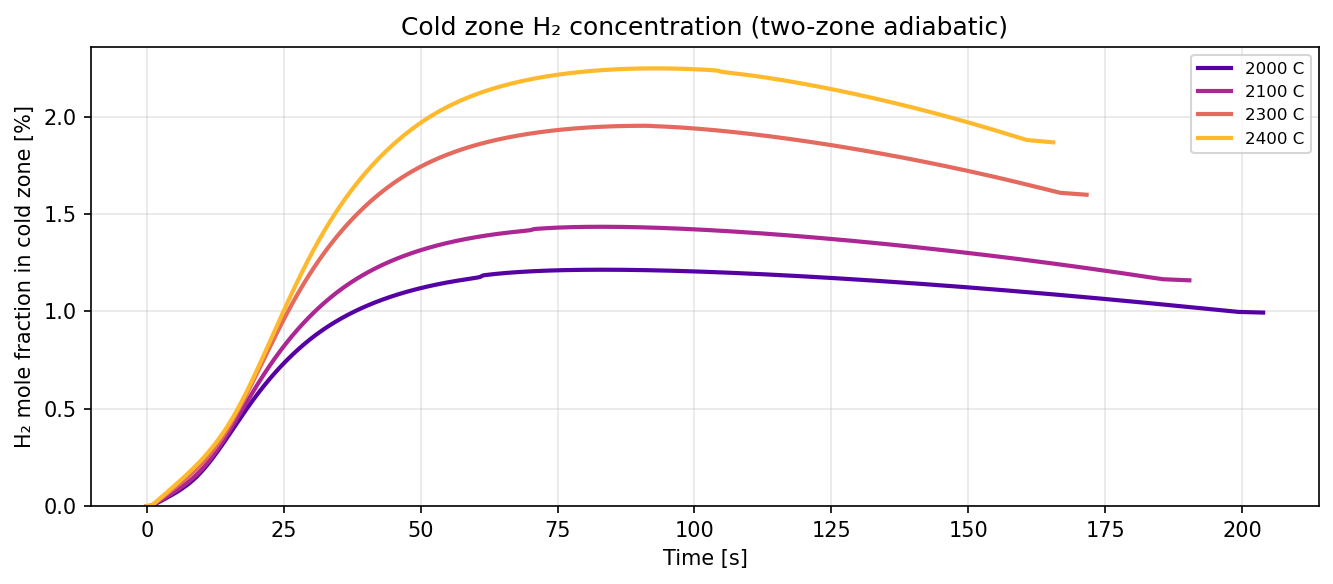 Cold zone H₂ concentration (two-zone adiabatic)
H₂ mole fraction in cold zone [%]
2.0
1.5
1.0
0.5
0.0
2000 C
2100 C
2300 C
2400 C
0 25 50 75 100 125 150 175 200
Time [s]